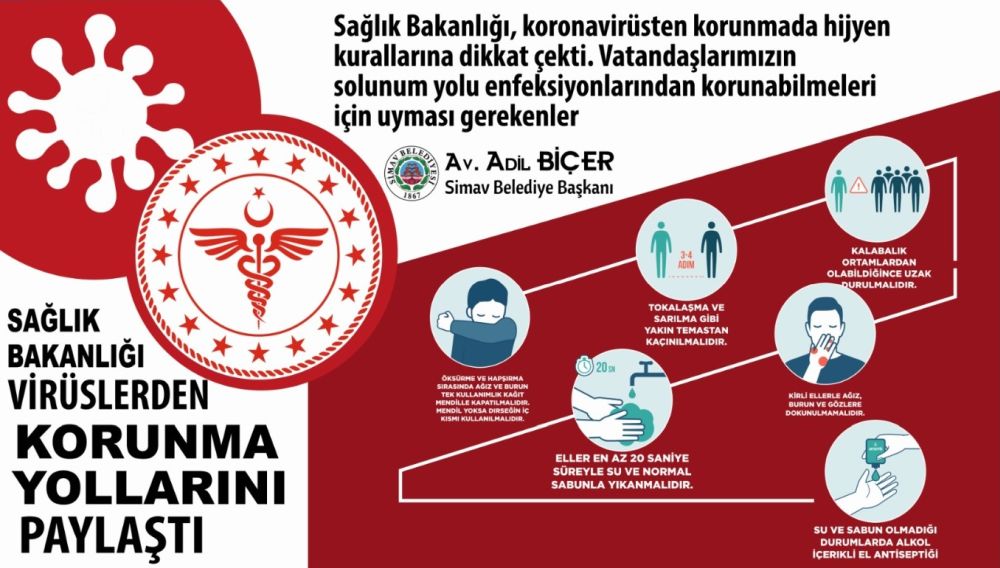 Sağlık Bakanlığı, koronavirüsten korunmada hijyen
kurallarına dikkat çekti. Vatandaşlarımızın
solunum yolu enfeksiyonlarından korunabilmeleri
için uyması gerekenler
SİMAV BELEDİYESİ
1867
Av. Adil BİÇER
Simav Belediye Başkanı
SAĞLIK
BAKANLIĞI
VİRÜSLERDEN
KORUNMA
YOLLARINI
PAYLAŞTI
KALABALIK
ORTAMLARDAN
OLABİLDİĞİNCE UZAK
DURULMALIDIR.
3-4
ADIM
TOKALAŞMA VE
SARILMA GİBİ
YAKIN TEMASTAN
KAÇINILMALIDIR.
ÖKSÜRME VE HAPŞIRMA
SIRASINDA AĞIZ VE BURUN
TEK KULLANIMLIK KAĞIT
MENDİLLE KAPATILMALIDIR.
MENDİL YOKSA DİRSEĞİN İÇ
KISMI KULLANILMALIDIR.
KİRLİ ELLERLE AĞIZ,
BURUN VE GÖZLERE
DOKUNULMAMALIDIR.
20 SN
ELLER EN AZ 20 SANİYE
SÜREYLE SU VE NORMAL
SABUNLA YIKANMALIDIR.
SU VE SABUN OLMADIĞI
DURUMLARDA ALKOL
İÇERİKLİ EL ANTİSEPTİĞİ